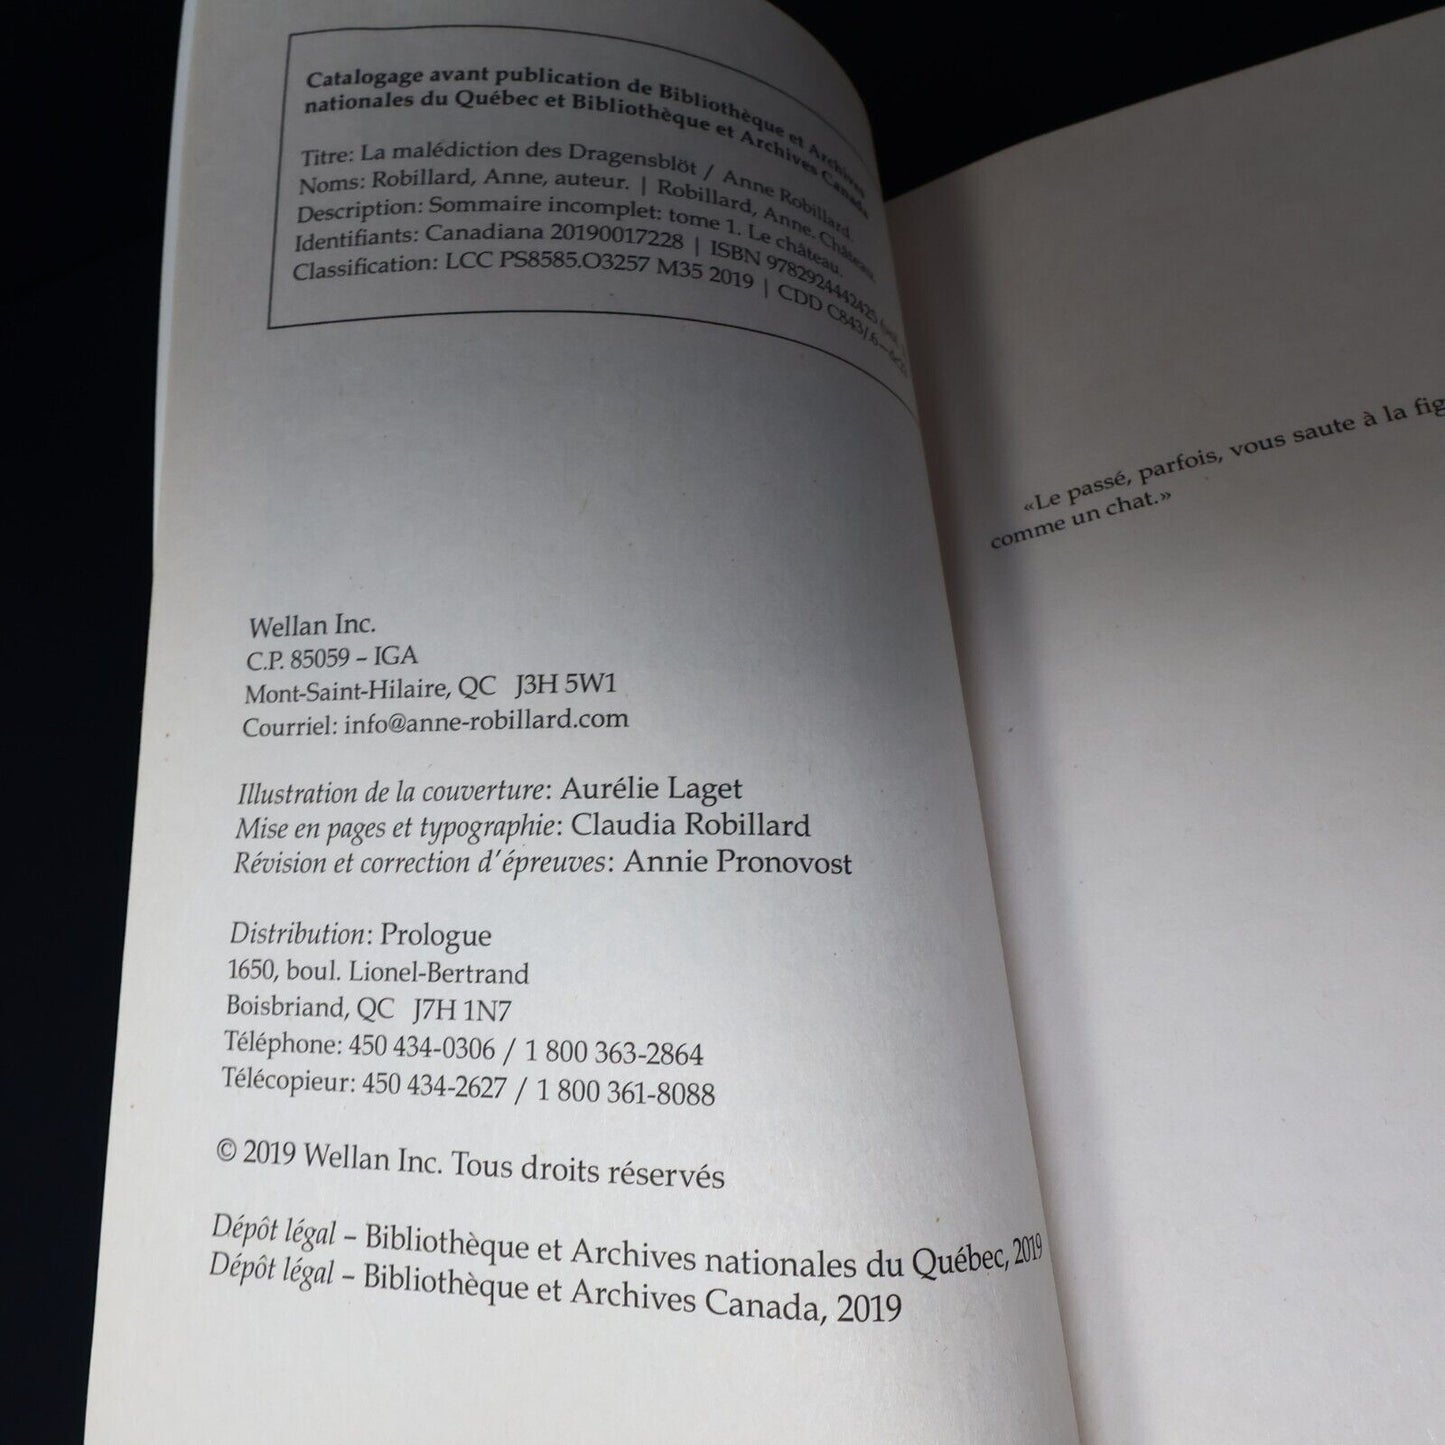 Catalogage avant publication de Bibliothèque et Archives
nationales du Québec et Bibliothèque et Archives Canada
Titre: La malédiction des Dragensblöt / Anne Robillard.
Noms: Robillard, Anne, auteur. | Robillard, Anne. Château.
Description: Sommaire incomplet: tome 1. Le château.
Identifiants: Canadiana 20190017228 | ISBN 9782924442425
Classification: LCC PS8585.O3257 M35 2019 | CDD C843/.6—
Wellan Inc.
C.P. 85059 – IGA
Mont-Saint-Hilaire, QC J3H 5W1
Courriel: info@anne-robillard.com
Illustration de la couverture: Aurélie Laget
Mise en pages et typographie: Claudia Robillard
Révision et correction d'épreuves: Annie Pronovost
Distribution: Prologue
1650, boul. Lionel-Bertrand
Boisbriand, QC J7H 1N7
Téléphone: 450 434-0306 / 1 800 363-2864
Télécopieur: 450 434-2627 / 1 800 361-8088
© 2019 Wellan Inc. Tous droits réservés
Dépôt légal – Bibliothèque et Archives nationales du Québec, 2019
Dépôt légal – Bibliothèque et Archives Canada, 2019
«Le passé, parfois, vous saute à la fig
comme un chat.»